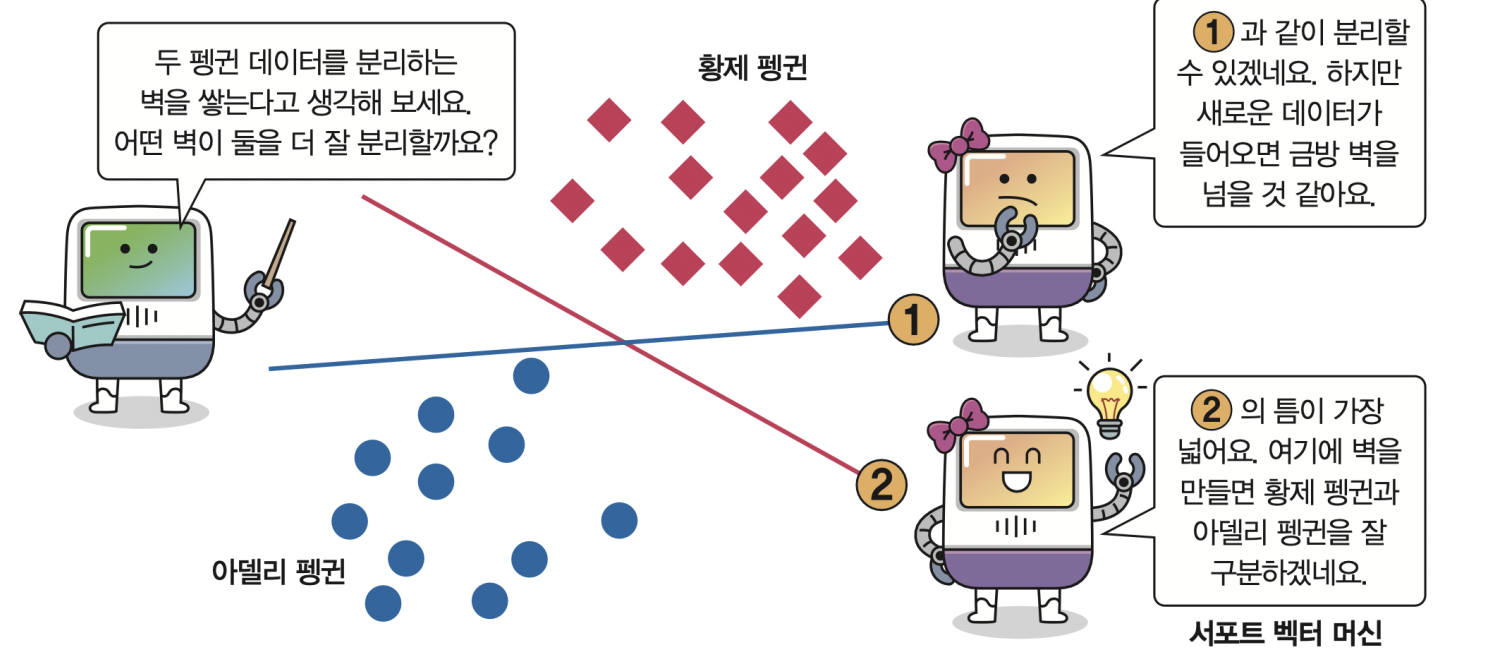 두 펭귄 데이터를 분리하는
벽을 쌓는다고 생각해 보세요.
어떤 벽이 둘을 더 잘 분리할까요?
황제 펭귄
1 과 같이 분리할
수 있겠네요. 하지만
새로운 데이터가
들어오면 금방 벽을
넘을 것 같아요.
1
2
2 의 틈이 가장
넓어요. 여기에 벽을
만들면 황제 펭귄과
아델리 펭귄을 잘
구분하겠네요.
아델리 펭귄
서포트 벡터 머신